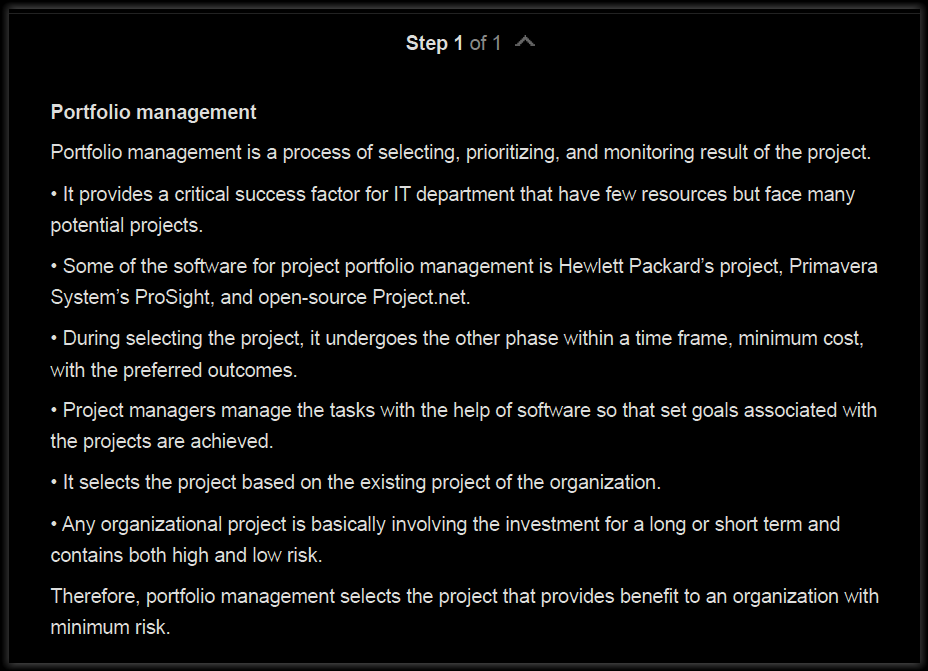 Step 1 of 1
Portfolio management
Portfolio management is a process of selecting, prioritizing, and monitoring result of the project.
• It provides a critical success factor for IT department that have few resources but face many
potential projects.
• Some of the software for project portfolio management is Hewlett Packard’s project, Primavera
System’s ProSight, and open-source Project.net.
• During selecting the project, it undergoes the other phase within a time frame, minimum cost,
with the preferred outcomes.
• Project managers manage the tasks with the help of software so that set goals associated with
the projects are achieved.
• It selects the project based on the existing project of the organization.
• Any organizational project is basically involving the investment for a long or short term and
contains both high and low risk.
Therefore, portfolio management selects the project that provides benefit to an organization with
minimum risk.